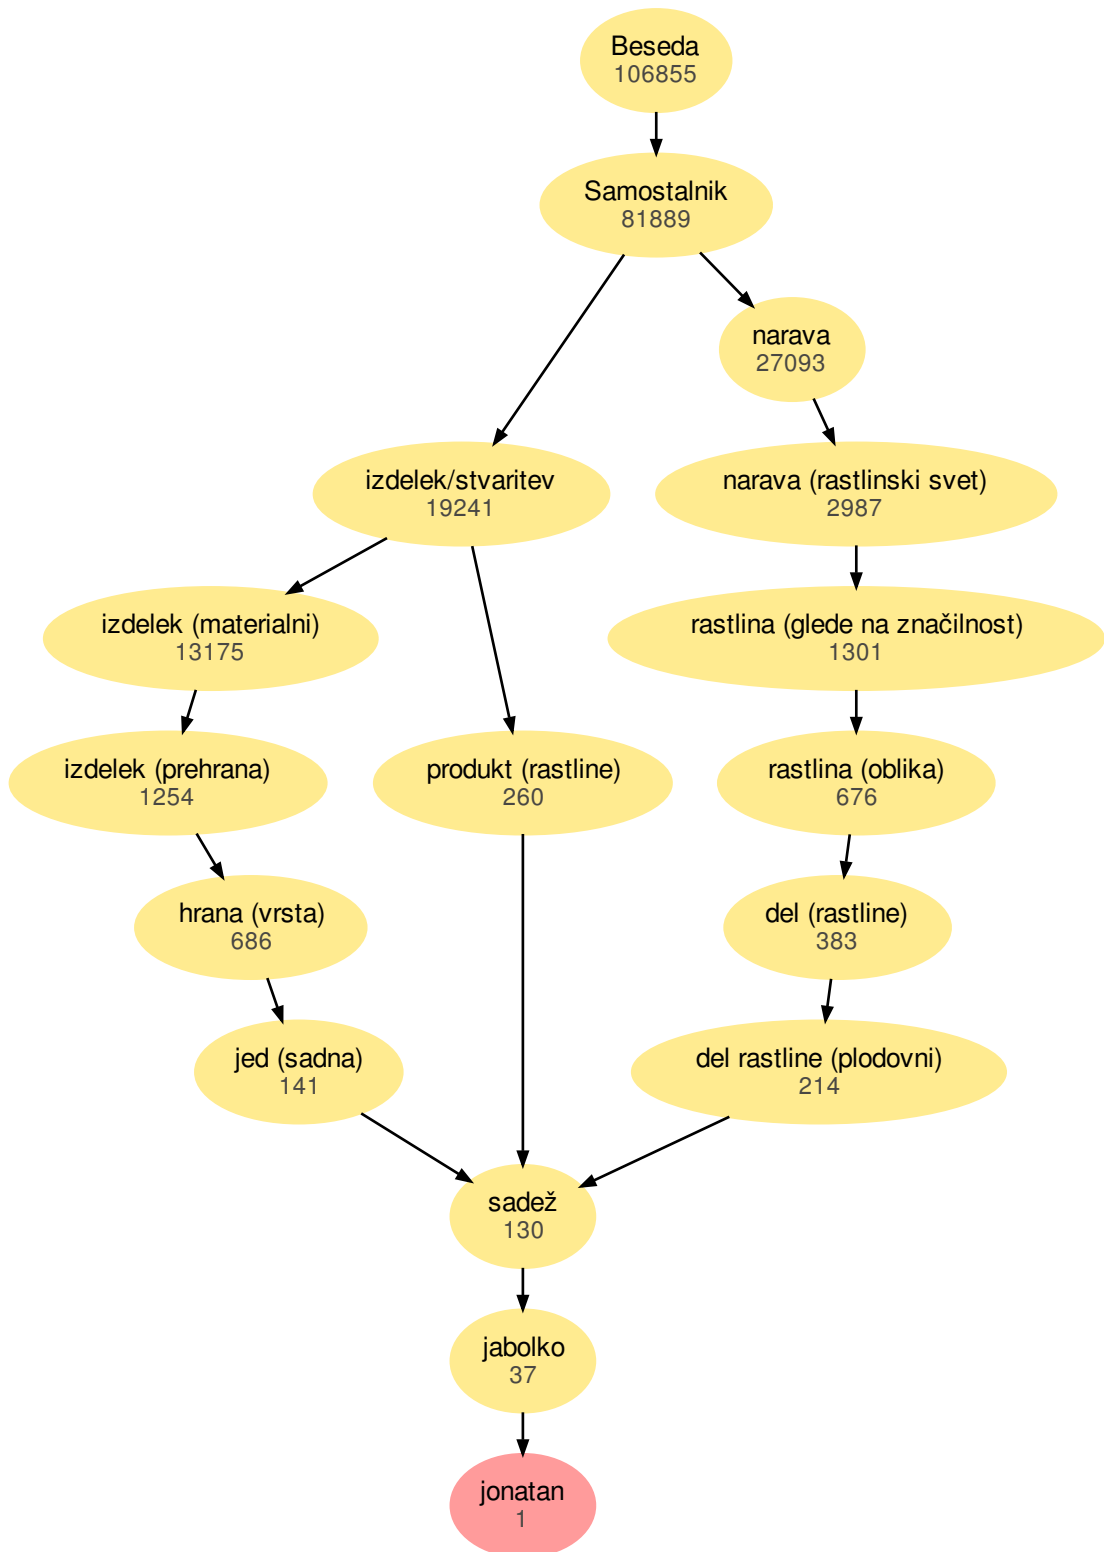 Beseda
106855
Samostalnik
81889
narava
27093
izdelek/stvaritev
19241
narava (rastlinski svet)
2987
izdelek (materialni)
13175
rastlina (glede na značilnost)
1301
izdelek (prehrana)
1254
produkt (rastline)
260
rastlina (oblika)
676
hrana (vrsta)
686
del (rastline)
383
jed (sadna)
141
del rastline (plodovni)
214
sadež
130
jabolko
37
jonatan
1